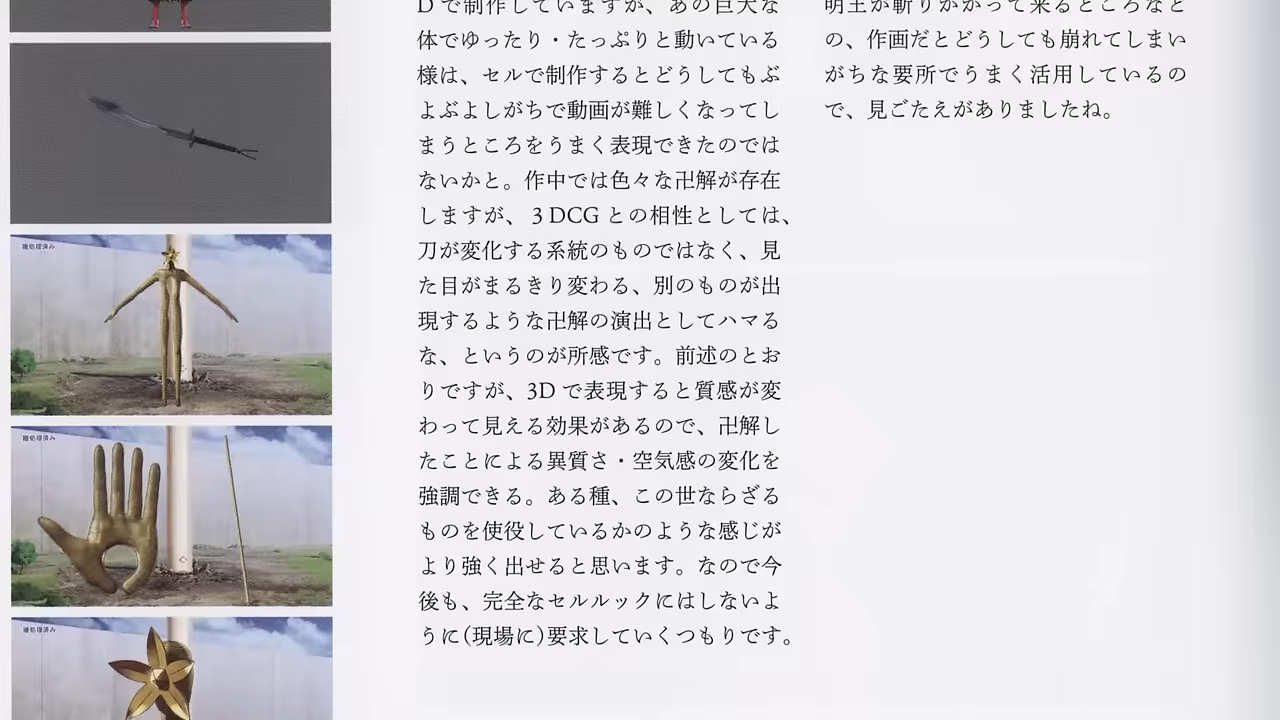 Dで制作していますが、あの巨大な
体でゆったり・たっぷりと動いている
様は、セルで制作するとどうしてもぶ
よぶよしがちで動画が難しくなってし
まうところをうまく表現できたのでは
ないかと。作中では色々な卍解が存在
しますが、3DCGとの相性としては、
刀が変化する系統のものではなく、見
た目がまるきり変わる、別のものが出
現するような卍解の演出としてハマる
な、というのが所感です。前述のとお
りですが、3Dで表現すると質感が変
わって見える効果があるので、卍解し
たことによる異質さ・空気感の変化を
強調できる。ある種、この世ならざる
ものを使役しているかのような感じが
より強く出せると思います。なので今
後も、完全なセルルックにはしないよ
うに(現場に)要求していくつもりです。
明王が斬りかかって来るところなど
の、作画だとどうしても崩れてしまい
がちな要所でうまく活用しているの
で、見ごたえがありましたね。